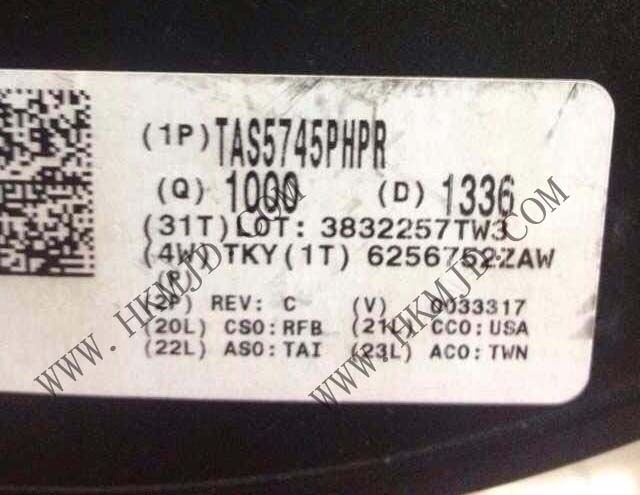 (1P) TAS5745PHPR
(Q) 1000 (D) 1336
(31T)LOT: 3832257TW3
(4W) TKY(1T) 6256752ZAW
(P)
(2P) REV: C (V) 0033317
(20L) CSO:RFB (21L) CCO:USA
(22L) ASO:TAI (23L) ACO:TWN
WWW.HKMJD.COM
WWW.HKMJD.COM